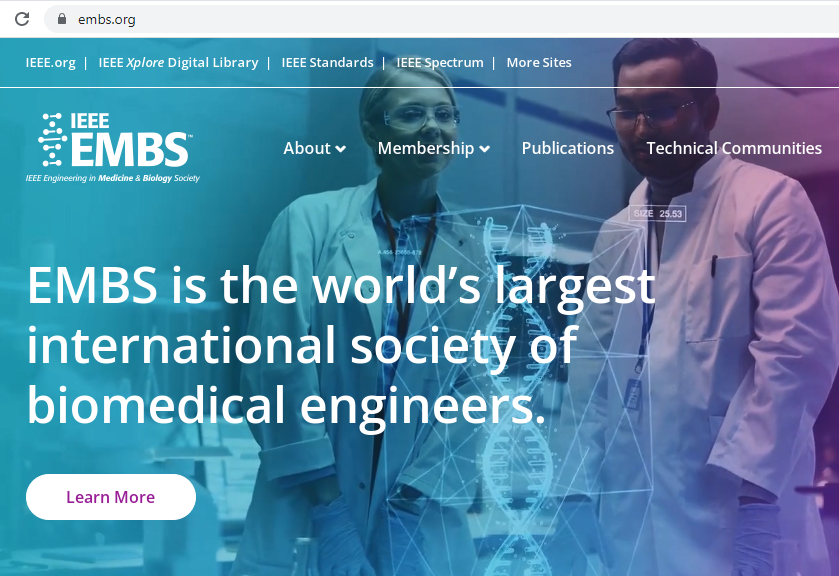 embs.org
IEEE.org | IEEE Xplore Digital Library | IEEE Standards | IEEE Spectrum | More Sites
IEEE
EMBS™
IEEE Engineering in Medicine & Biology Society
About Membership Publications Technical Communities
SIZE 25.53
EMBS is the world's largest
international society of
biomedical engineers.
Learn More